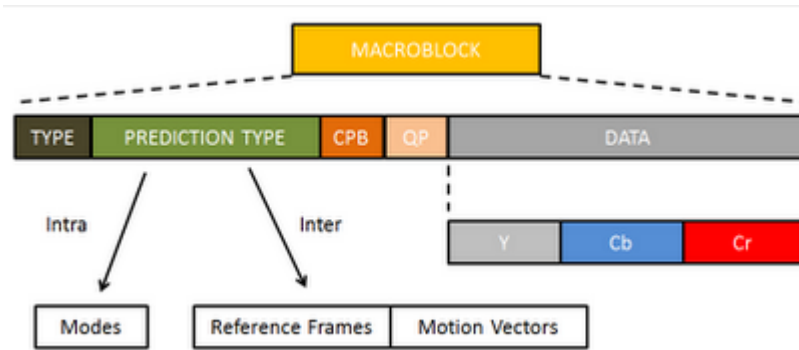 MACROBLOCK
TYPE PREDICTION TYPE CPB QP DATA
Intra Inter
Y Cb Cr
Modes Reference Frames Motion Vectors